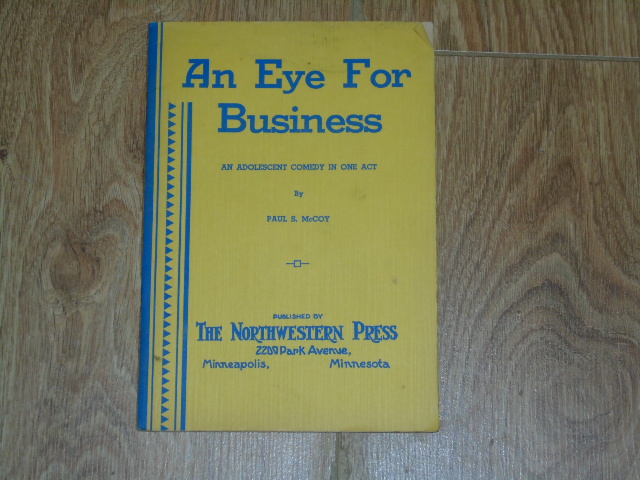 An Eye For
Business
AN ADOLESCENT COMEDY IN ONE ACT
By
PAUL S. McCOY
PUBLISHED BY
THE NORTHWESTERN PRESS
2200 Park Avenue,
Minneapolis, Minnesota